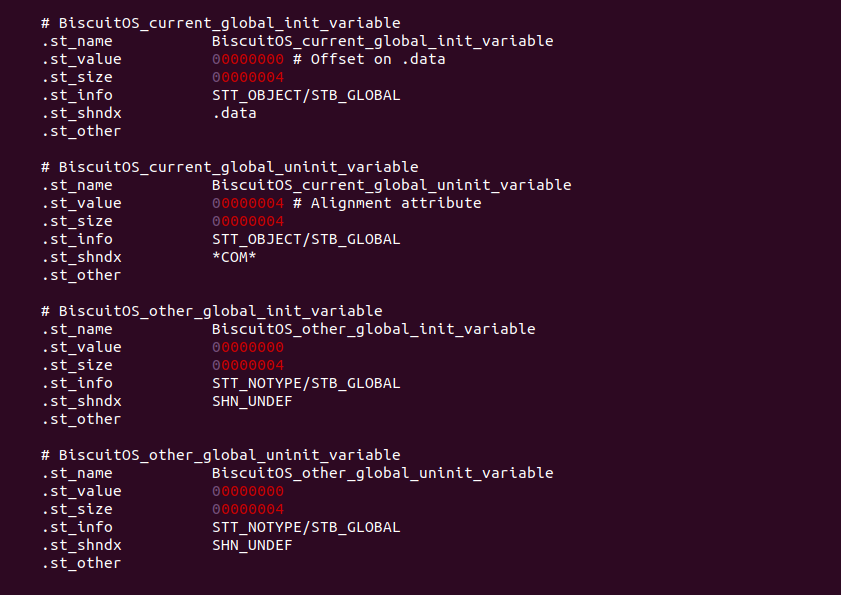 # BiscuitOS_current_global_init_variable
.st_name BiscuitOS_current_global_init_variable
.st_value 00000000 # Offset on .data
.st_size 00000004
.st_info STT_OBJECT/STB_GLOBAL
.st_shndx .data
.st_other
# BiscuitOS_current_global_uninit_variable
.st_name BiscuitOS_current_global_uninit_variable
.st_value 00000004 # Alignment attribute
.st_size 00000004
.st_info STT_OBJECT/STB_GLOBAL
.st_shndx *COM*
.st_other
# BiscuitOS_other_global_init_variable
.st_name BiscuitOS_other_global_init_variable
.st_value 00000000
.st_size 00000004
.st_info STT_NOTYPE/STB_GLOBAL
.st_shndx SHN_UNDEF
.st_other
# BiscuitOS_other_global_uninit_variable
.st_name BiscuitOS_other_global_uninit_variable
.st_value 00000000
.st_size 00000004
.st_info STT_NOTYPE/STB_GLOBAL
.st_shndx SHN_UNDEF
.st_other